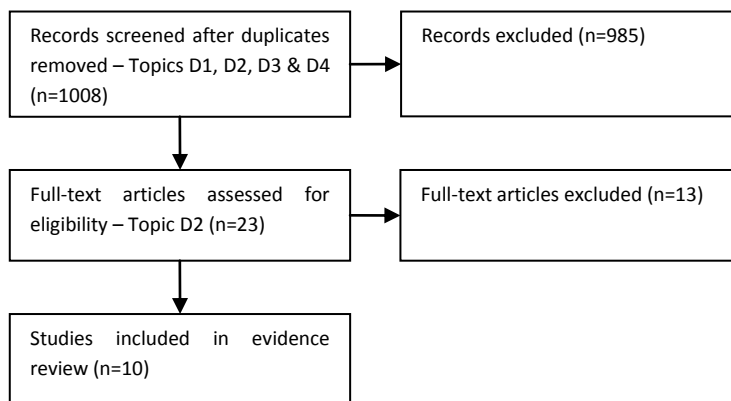 Records screened after duplicates
removed – Topics D1, D2, D3 & D4
(n=1008)
Records excluded (n=985)
Full-text articles assessed for
eligibility – Topic D2 (n=23)
Full-text articles excluded (n=13)
Studies included in evidence
review (n=10)